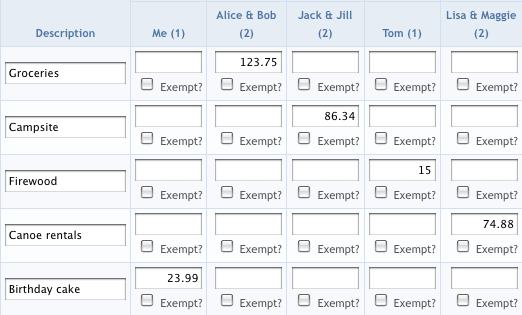 Description Me (1) Alice & Bob (2) Jack & Jill (2) Tom (1) Lisa & Maggie (2)
Groceries 123.75
Exempt? Exempt? Exempt? Exempt? Exempt?
Campsite 86.34
Exempt? Exempt? Exempt? Exempt? Exempt?
Firewood 15
Exempt? Exempt? Exempt? Exempt? Exempt?
Canoe rentals 74.88
Exempt? Exempt? Exempt? Exempt? Exempt?
Birthday cake 23.99
Exempt? Exempt? Exempt? Exempt? Exempt?